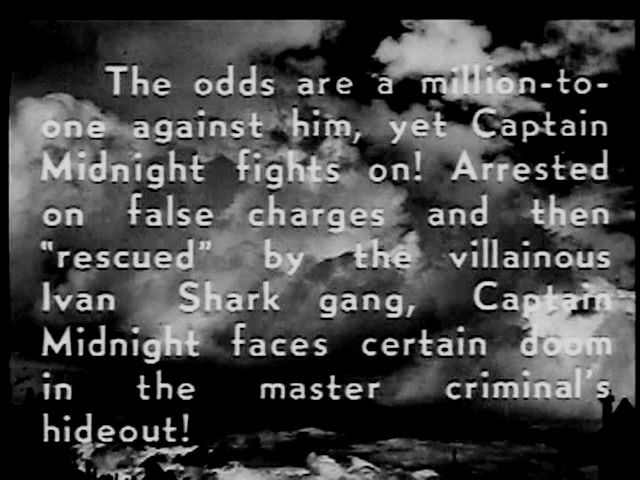 The odds are a million-to-
one against him, yet Captain
Midnight fights on! Arrested
on false charges and then
"rescued" by the villainous
Ivan Shark gang, Captain
Midnight faces certain doom
in the master criminal's
hideout!